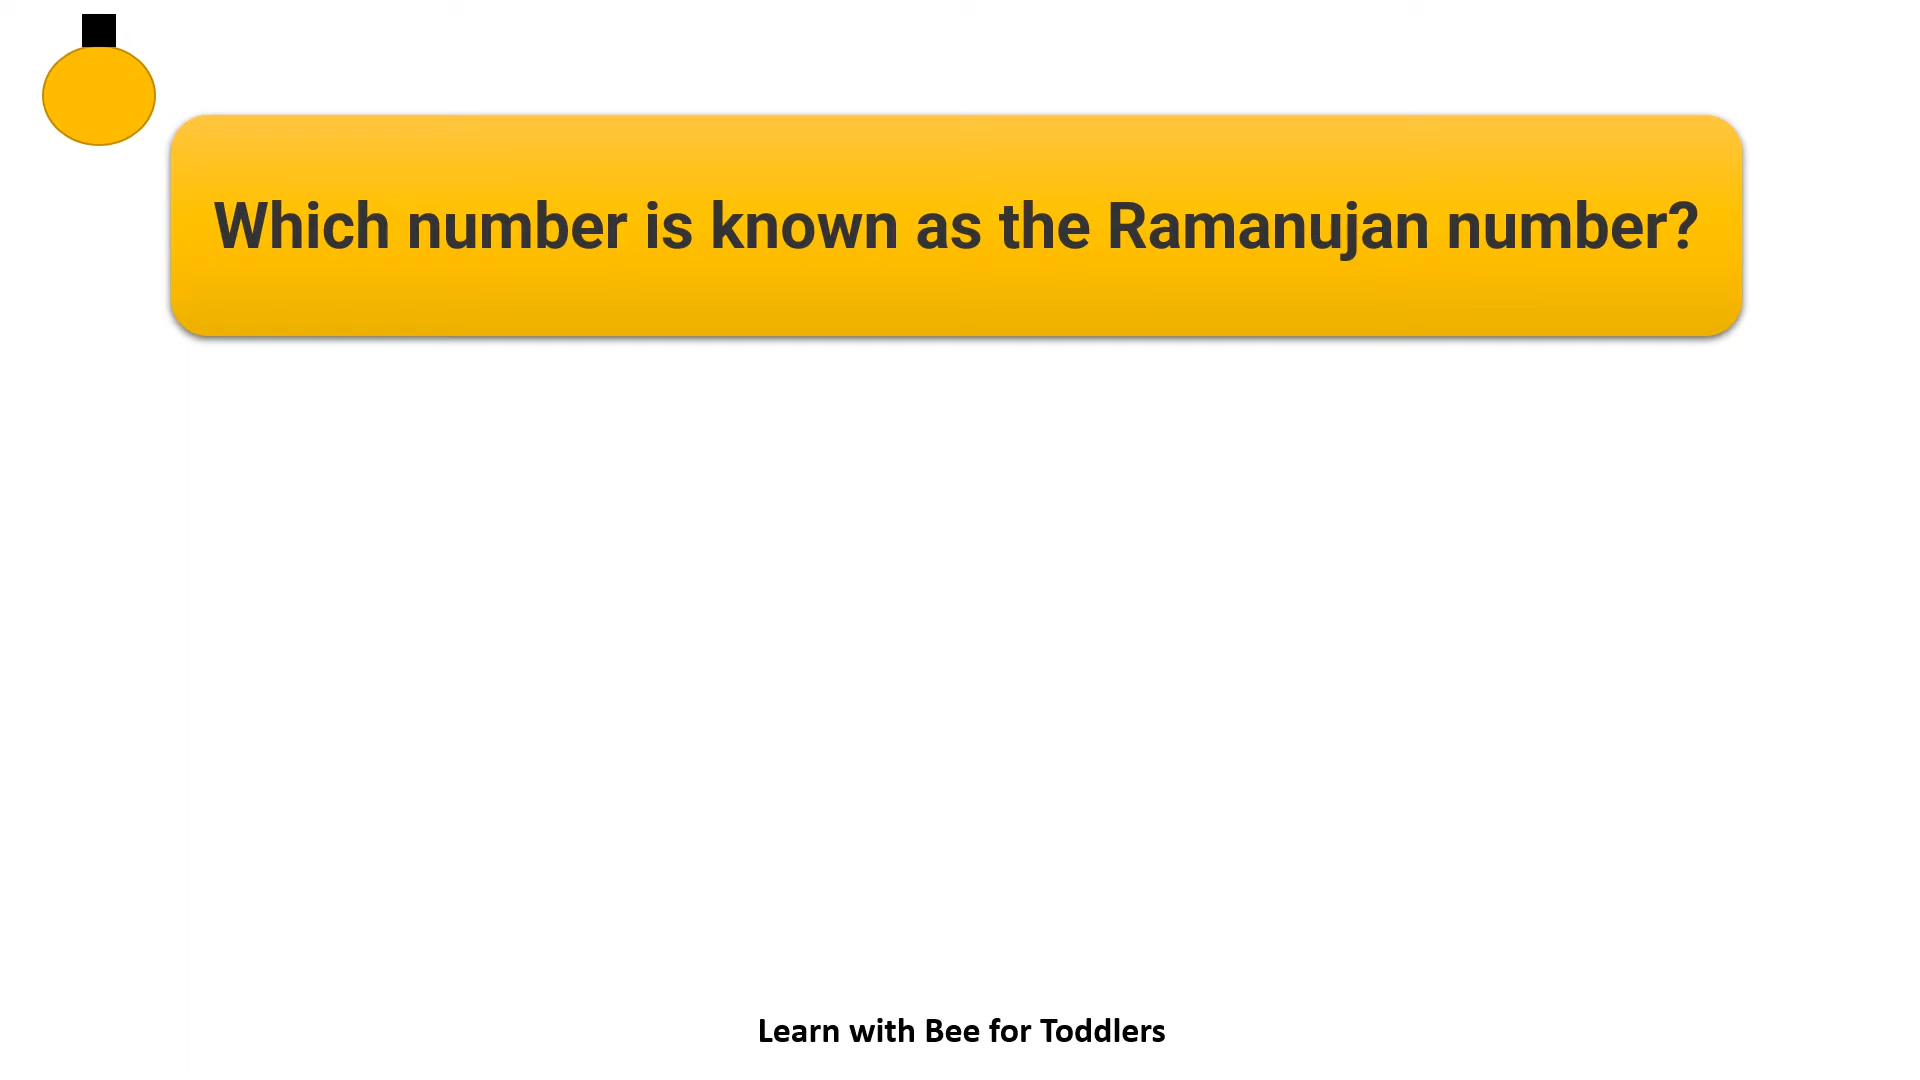 Which number is known as the Ramanujan number?
Learn with Bee for Toddlers